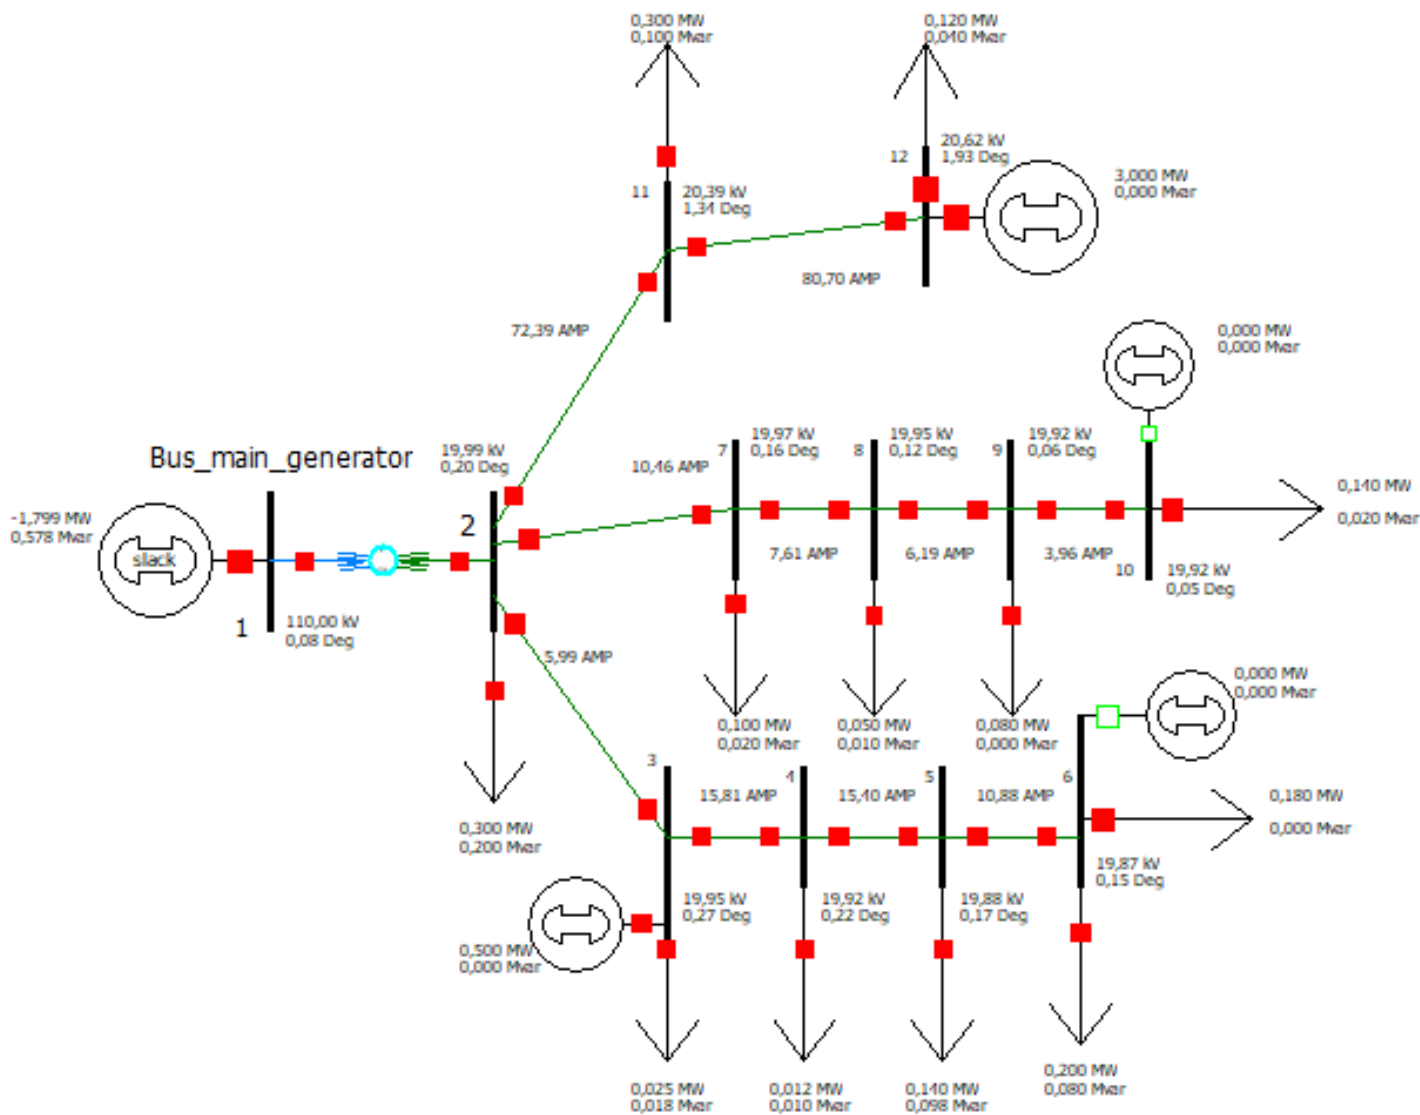 0,300 MW
0,100 Mvar
0,120 MW
0,040 Mvar
12
20,62 kV
1,93 Deg
3,000 MW
0,000 Mvar
11
20,39 kV
1,34 Deg
80,70 AMP
72,39 AMP
0,000 MW
0,000 Mvar
Bus_main_generator
19,99 kV
0,20 Deg
10,46 AMP
7
19,97 kV
0,16 Deg
8
19,95 kV
0,12 Deg
9
19,92 kV
0,06 Deg
0,140 MW
0,020 Mvar
-1,799 MW
0,578 Mvar
slack
2
7,61 AMP
6,19 AMP
3,96 AMP
10
19,92 kV
0,05 Deg
1
110,00 kV
0,08 Deg
5,99 AMP
0,100 MW
0,020 Mvar
0,050 MW
0,010 Mvar
0,080 MW
0,000 Mvar
0,000 MW
0,000 Mvar
3
4
5
6
15,81 AMP
15,40 AMP
10,88 AMP
0,180 MW
0,000 Mvar
0,300 MW
0,200 Mvar
19,95 kV
0,27 Deg
19,92 kV
0,22 Deg
19,88 kV
0,17 Deg
19,87 kV
0,15 Deg
0,500 MW
0,000 Mvar
0,025 MW
0,018 Mvar
0,012 MW
0,010 Mvar
0,140 MW
0,098 Mvar
0,200 MW
0,080 Mvar